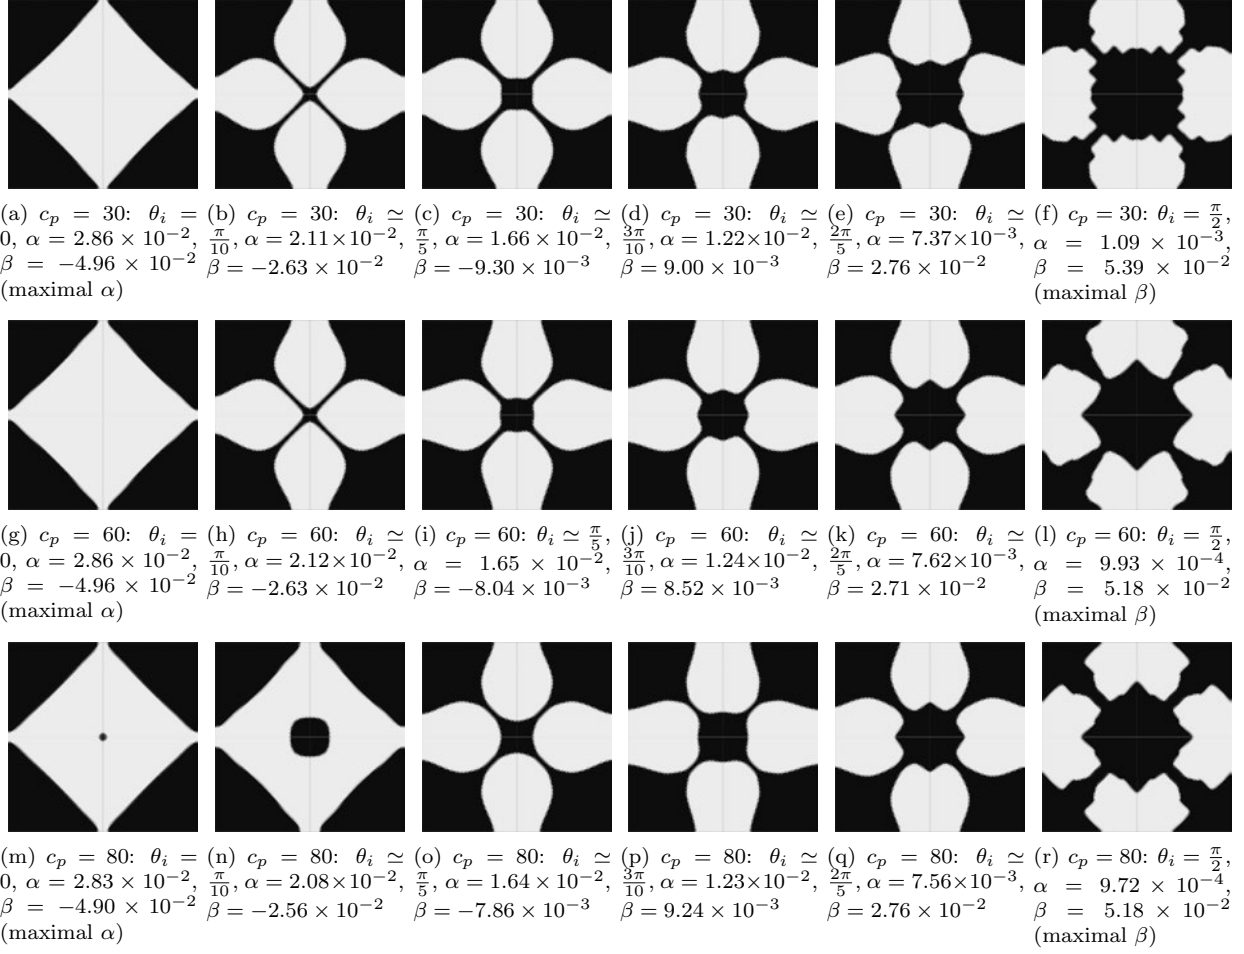 (a) c_p = 30: θ_i = 0, α = 2.86 × 10^{-2}, β = −4.96 × 10^{-2} (maximal α)
(b) c_p = 30: θ_i ≃ π/10, α = 2.11×10^{-2}, β = −2.63 × 10^{-2}
(c) c_p = 30: θ_i ≃ π/5, α = 1.66 × 10^{-2}, β = −9.30 × 10^{-3}
(d) c_p = 30: θ_i ≃ 3π/10, α = 1.22×10^{-2}, β = 9.00 × 10^{-3}
(e) c_p = 30: θ_i ≃ 2π/5, α = 7.37×10^{-3}, β = 2.76 × 10^{-2}
(f) c_p = 30: θ_i = π/2, α = 1.09 × 10^{-3}, β = 5.39 × 10^{-2} (maximal β)
(g) c_p = 60: θ_i = 0, α = 2.86 × 10^{-2}, β = −4.96 × 10^{-2} (maximal α)
(h) c_p = 60: θ_i ≃ π/10, α = 2.12×10^{-2}, β = −2.63 × 10^{-2}
(i) c_p = 60: θ_i ≃ π/5, α = 1.65 × 10^{-2}, β = −8.04 × 10^{-3}
(j) c_p = 60: θ_i ≃ 3π/10, α = 1.24×10^{-2}, β = 8.52 × 10^{-3}
(k) c_p = 60: θ_i ≃ 2π/5, α = 7.62×10^{-3}, β = 2.71 × 10^{-2}
(l) c_p = 60: θ_i = π/2, α = 9.93 × 10^{-4}, β = 5.18 × 10^{-2} (maximal β)
(m) c_p = 80: θ_i = 0, α = 2.83 × 10^{-2}, β = −4.90 × 10^{-2} (maximal α)
(n) c_p = 80: θ_i ≃ π/10, α = 2.08×10^{-2}, β = −2.56 × 10^{-2}
(o) c_p = 80: θ_i ≃ π/5, α = 1.64 × 10^{-2}, β = −7.86 × 10^{-3}
(p) c_p = 80: θ_i ≃ 3π/10, α = 1.23×10^{-2}, β = 9.24 × 10^{-3}
(q) c_p = 80: θ_i ≃ 2π/5, α = 7.56×10^{-3}, β = 2.76 × 10^{-2}
(r) c_p = 80: θ_i = π/2, α = 9.72 × 10^{-4}, β = 5.18 × 10^{-2} (maximal β)